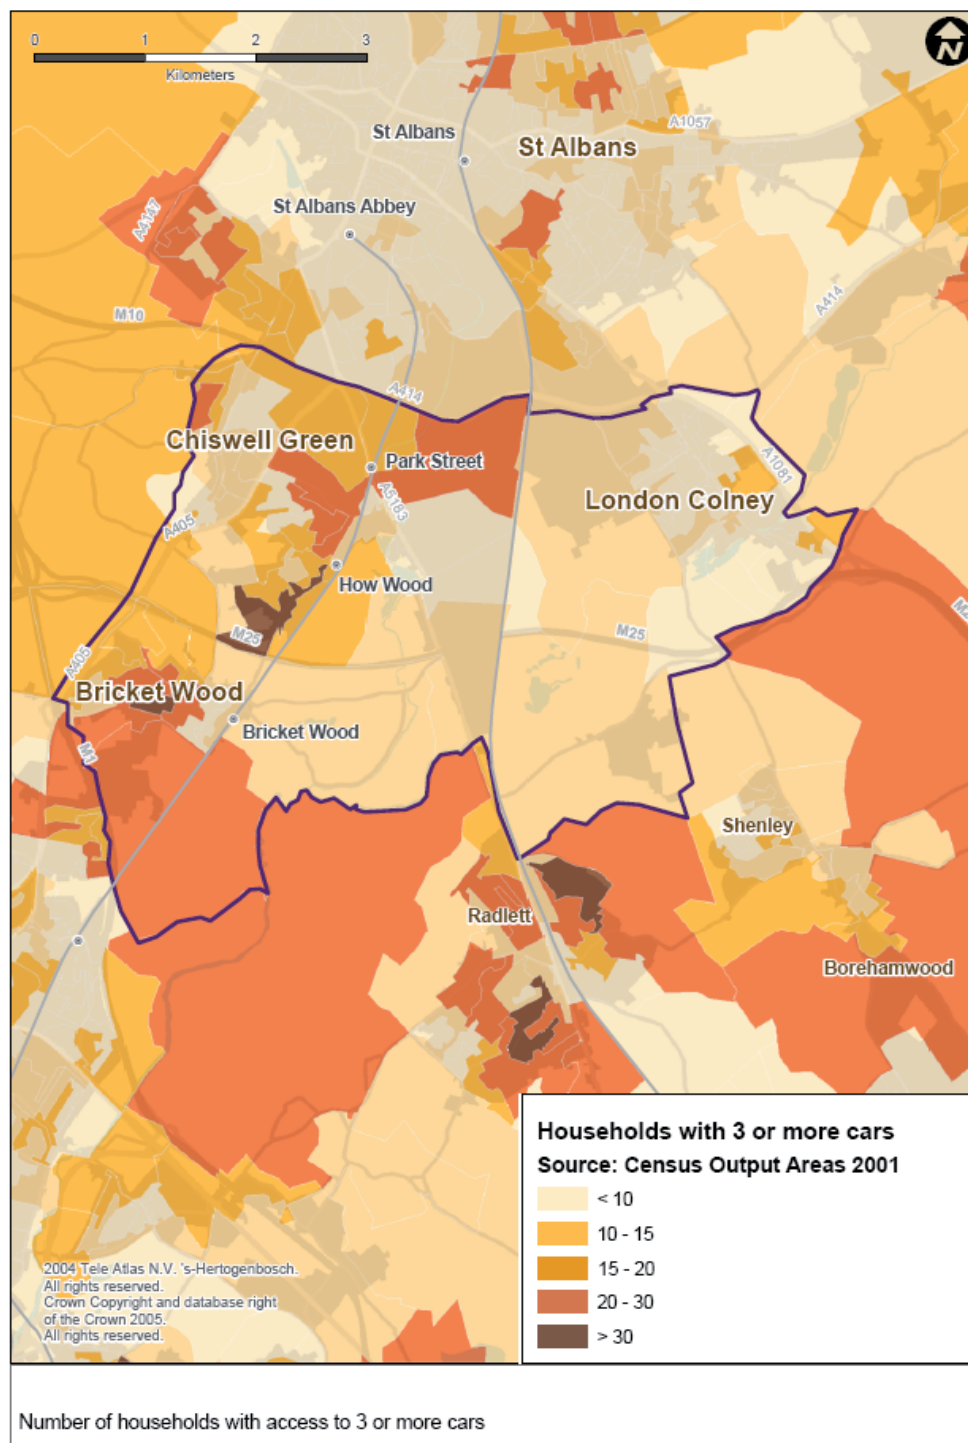 0 1 2 3
Kilometers
N
St Albans
St Albans
A1057
St Albans Abbey
A4147
A414
M10
A414
Chiswell Green
Park Street
A1081
London Colney
A5183
A405
How Wood
M25
M25
A405
Bricket Wood
Bricket Wood
M1
Shenley
Radlett
Borehamwood
Households with 3 or more cars
Source: Census Output Areas 2001
< 10
10 - 15
15 - 20
20 - 30
> 30
2004 Tele Atlas N.V. 's-Hertogenbosch.
All rights reserved.
Crown Copyright and database right
of the Crown 2005.
All rights reserved.
Number of households with access to 3 or more cars